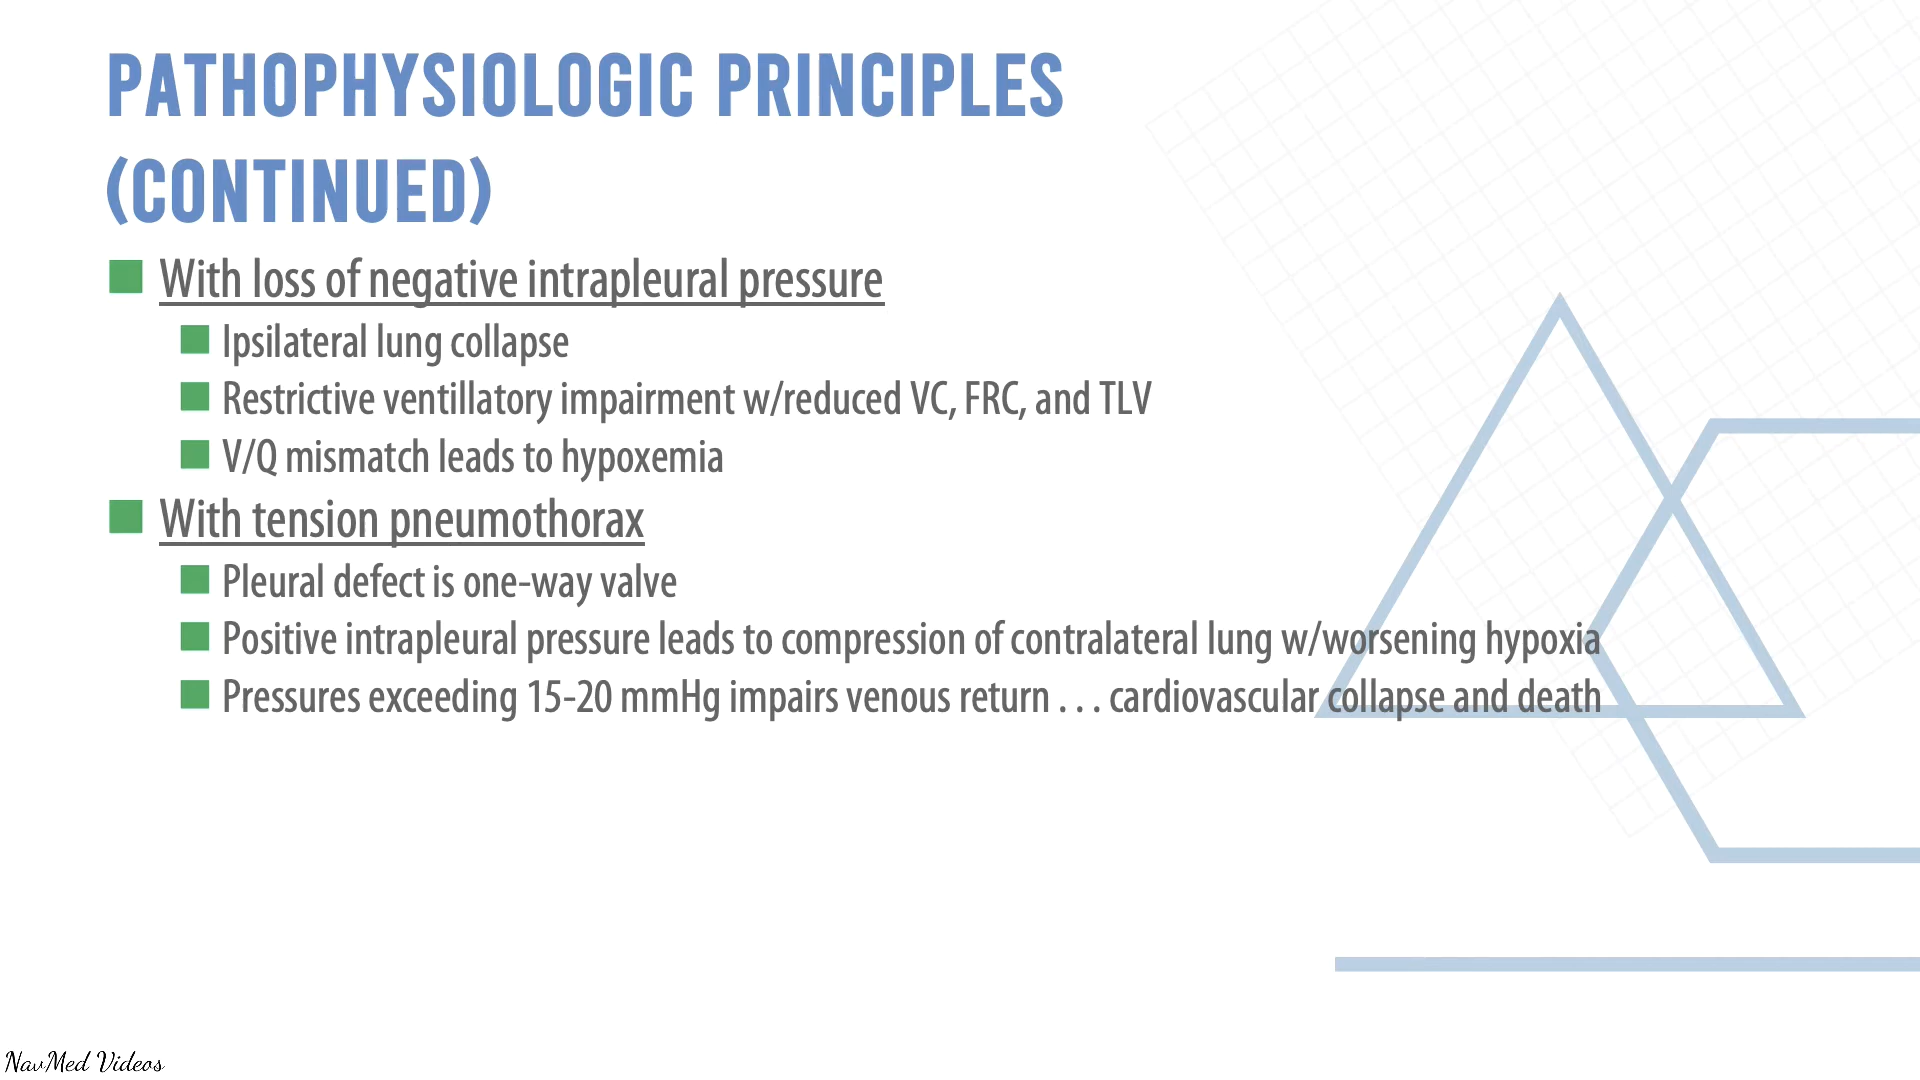 PATHOPHYSIOLOGIC PRINCIPLES
(CONTINUED)
With loss of negative intrapleural pressure
Ipsilateral lung collapse
Restrictive ventillatory impairment w/reduced VC, FRC, and TLV
V/Q mismatch leads to hypoxemia
With tension pneumothorax
Pleural defect is one-way valve
Positive intrapleural pressure leads to compression of contralateral lung w/worsening hypoxia
Pressures exceeding 15-20 mmHg impairs venous return . . . cardiovascular collapse and death
NavMed Videos